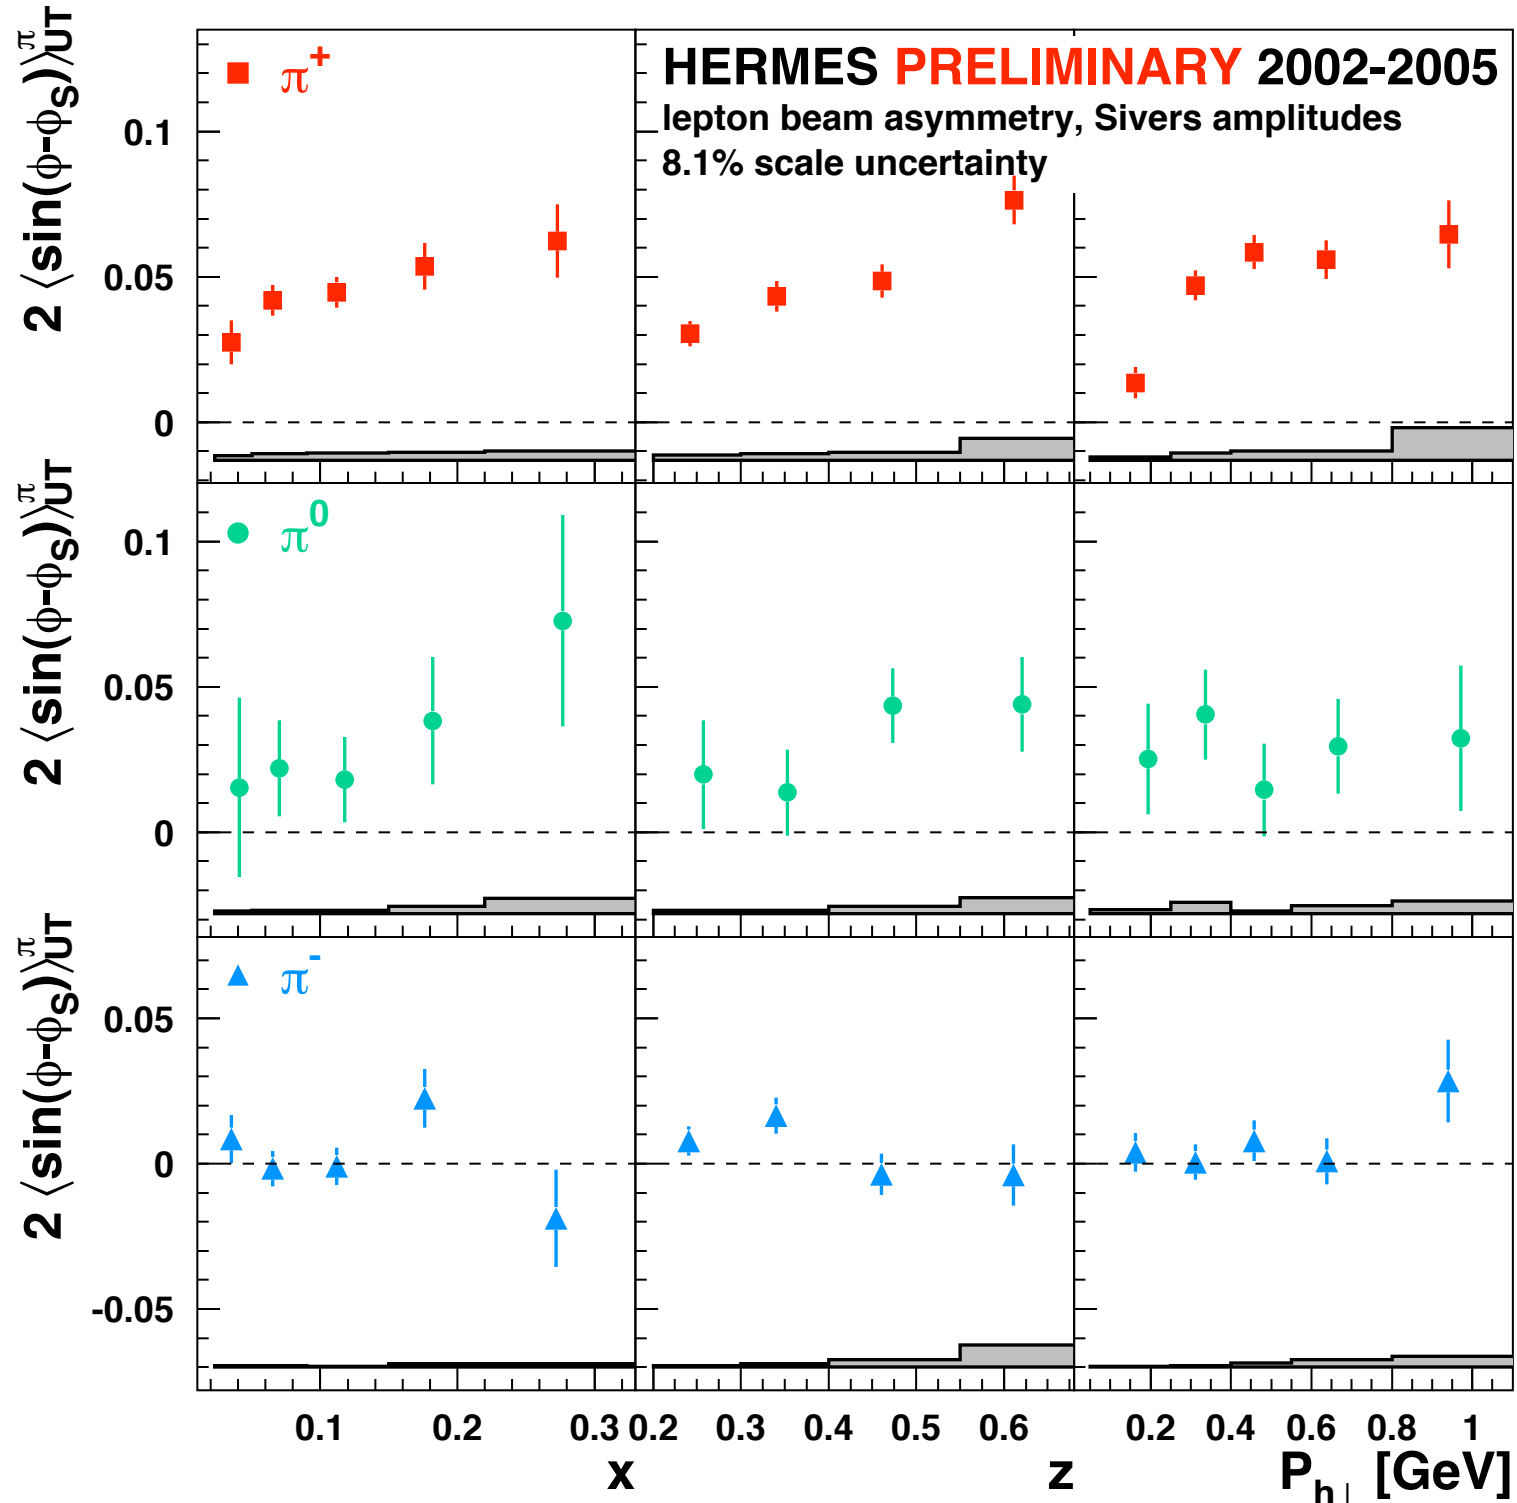 HERMES PRELIMINARY 2002-2005
lepton beam asymmetry, Sivers amplitudes
8.1% scale uncertainty
2 ⟨sin(ϕ-ϕS)⟩πUT
π+
0.1
0.05
0
2 ⟨sin(ϕ-ϕS)⟩πUT
π0
0.1
0.05
0
2 ⟨sin(ϕ-ϕS)⟩πUT
π-
0.05
0
-0.05
0.1 0.2 0.3 0.2 0.3 0.4 0.5 0.6 0.2 0.4 0.6 0.8 1
x z Ph⊥ [GeV]